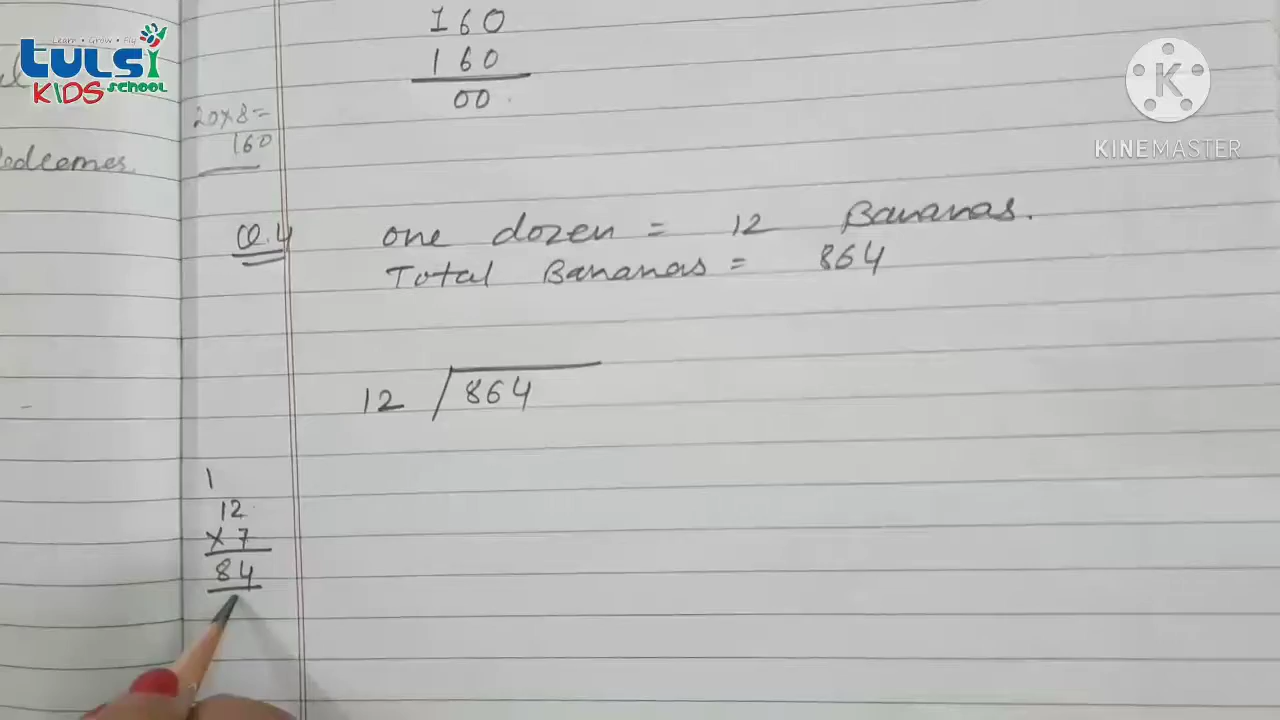 Learn • Grow • Fly
TULSI
KIDS SCHOOL
K
KINEMASTER
160
160
00
20x8=
160
Q.4
one dozen = 12 Bananas.
Total Bananas = 864
12 864
1
12
x 7
84